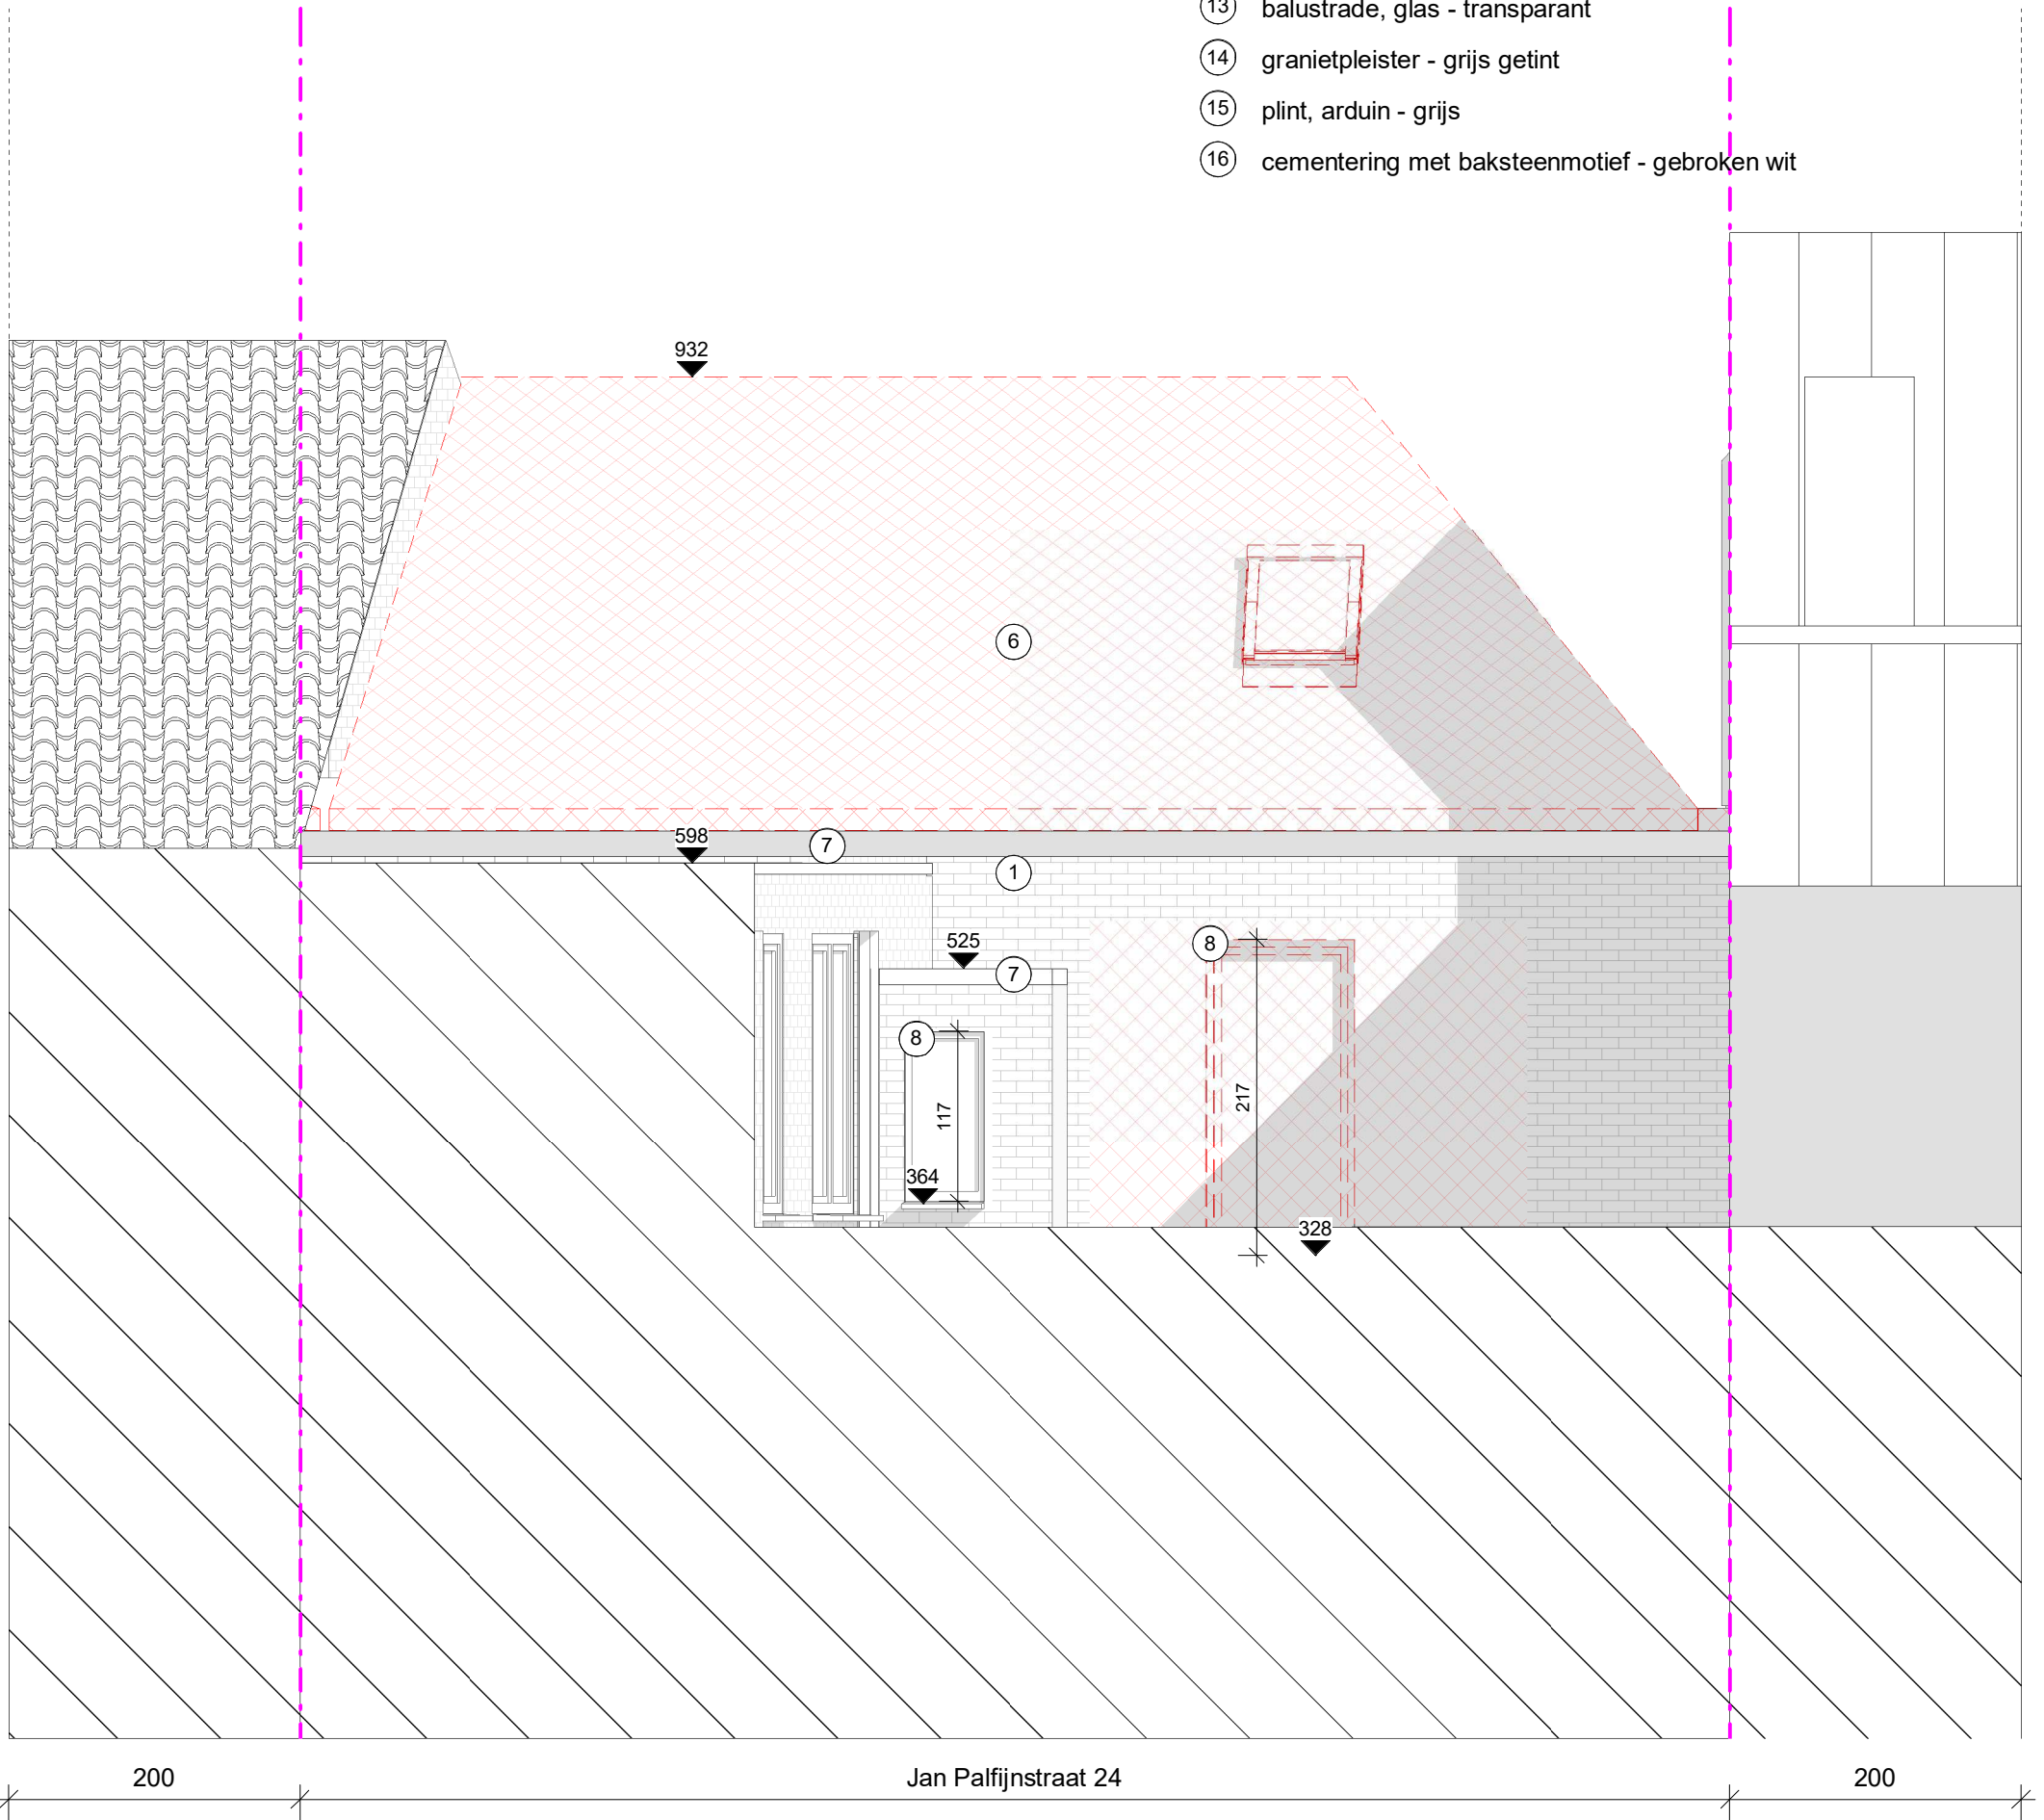 13 balustrade, glas - transparant
14 granietpleister - grijs getint
15 plint, arduin - grijs
16 cementering met baksteenmotief - gebroken wit
932
6
598
7
1
8
525
7
8
117
217
364
328
200 Jan Palfijnstraat 24 200